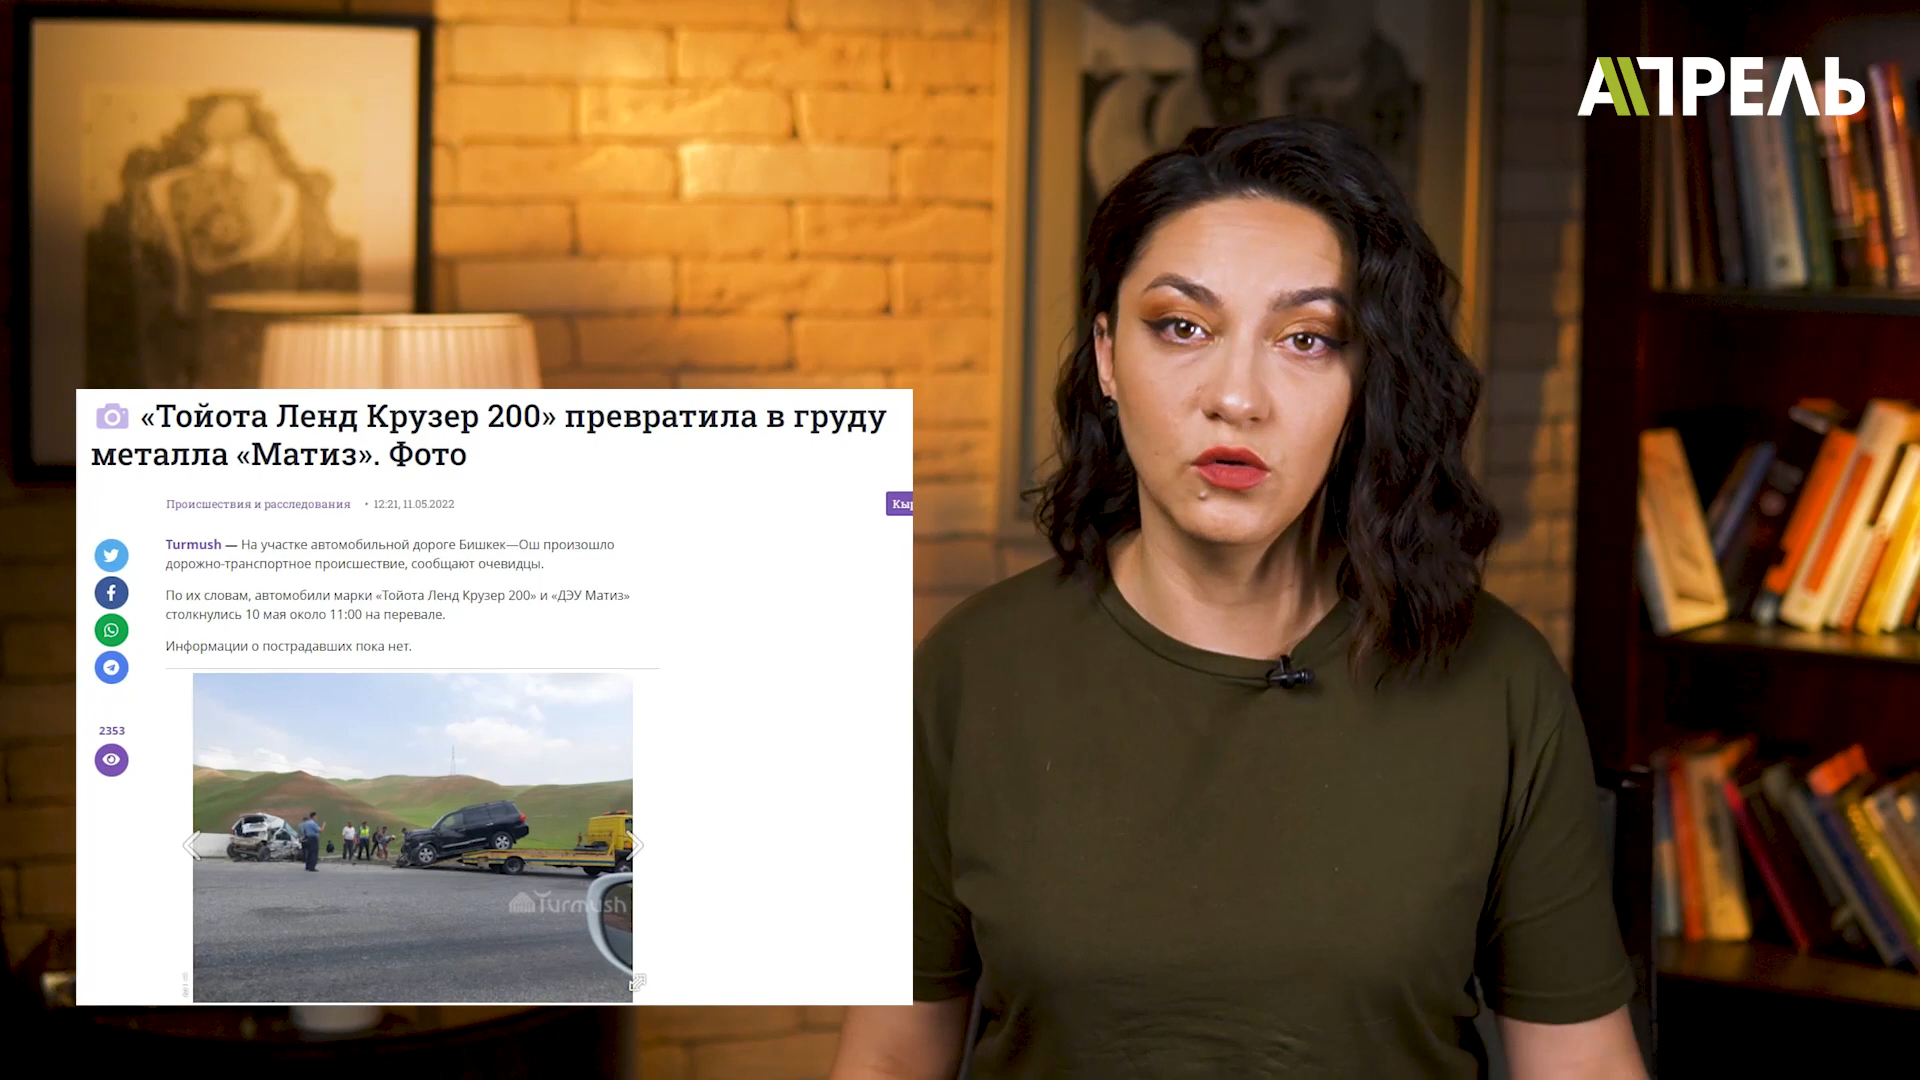 АПРЕЛЬ
«Тойота Ленд Крузер 200» превратила в груду
металла «Матиз». Фото
Происшествия и расследования • 12:21, 11.05.2022
Кыр
Turmush — На участке автомобильной дороге Бишкек—Ош произошло
дорожно-транспортное происшествие, сообщают очевидцы.
По их словам, автомобили марки «Тойота Ленд Крузер 200» и «ДЭУ Матиз»
столкнулись 10 мая около 11:00 на перевале.
Информации о пострадавших пока нет.
2353
Turmush